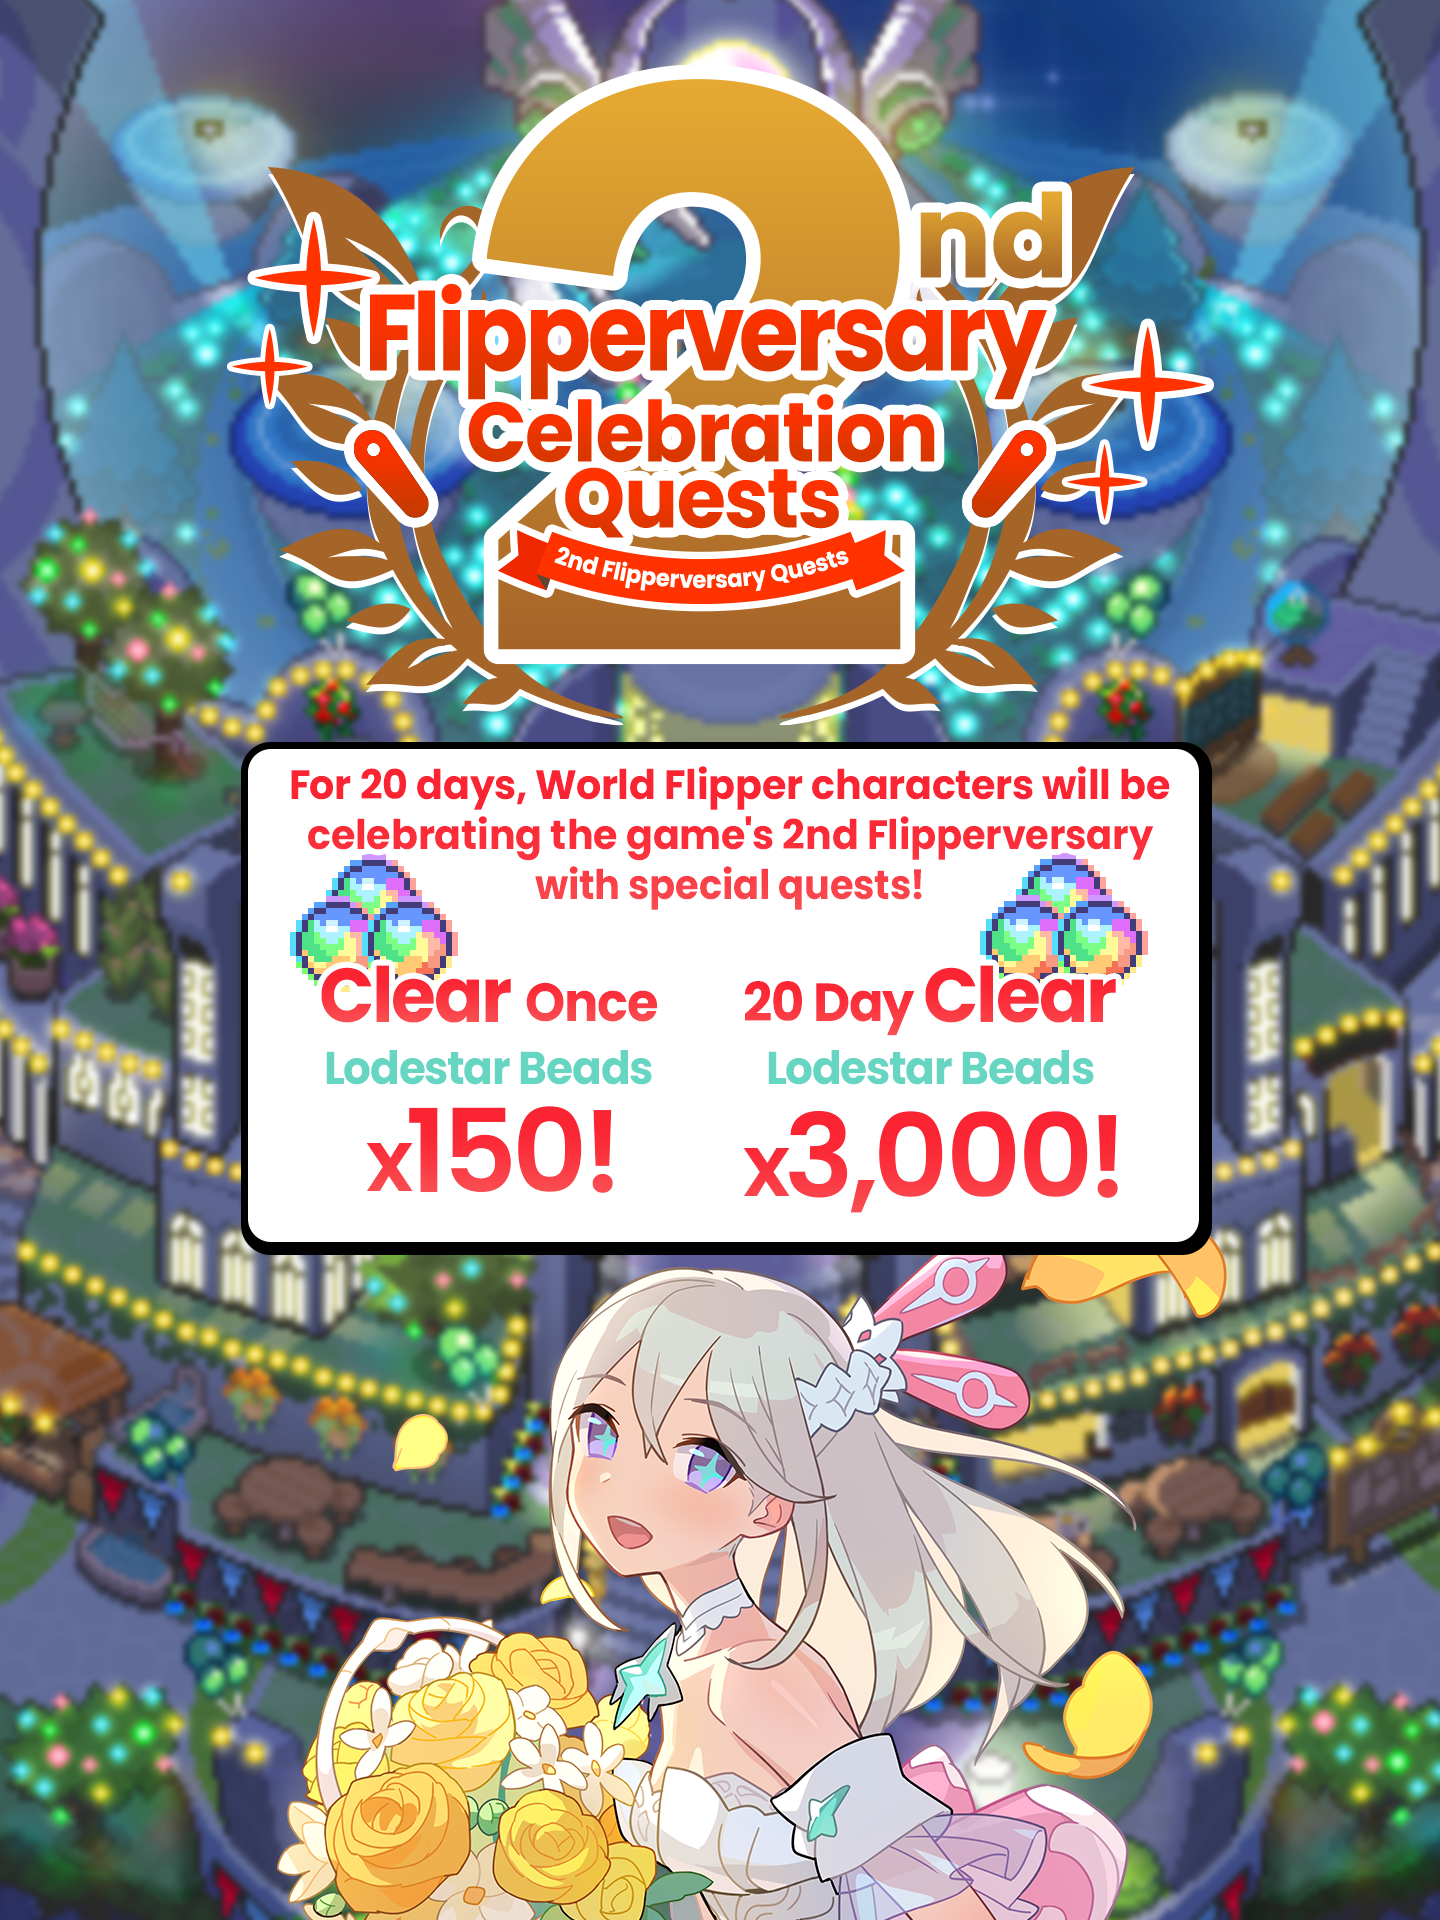 2nd
Flipperversary
Celebration
Quests
2nd Flipperversary Quests
For 20 days, World Flipper characters will be
celebrating the game's 2nd Flipperversary
with special quests!
Clear Once
Lodestar Beads
x150!
20 Day Clear
Lodestar Beads
x3,000!